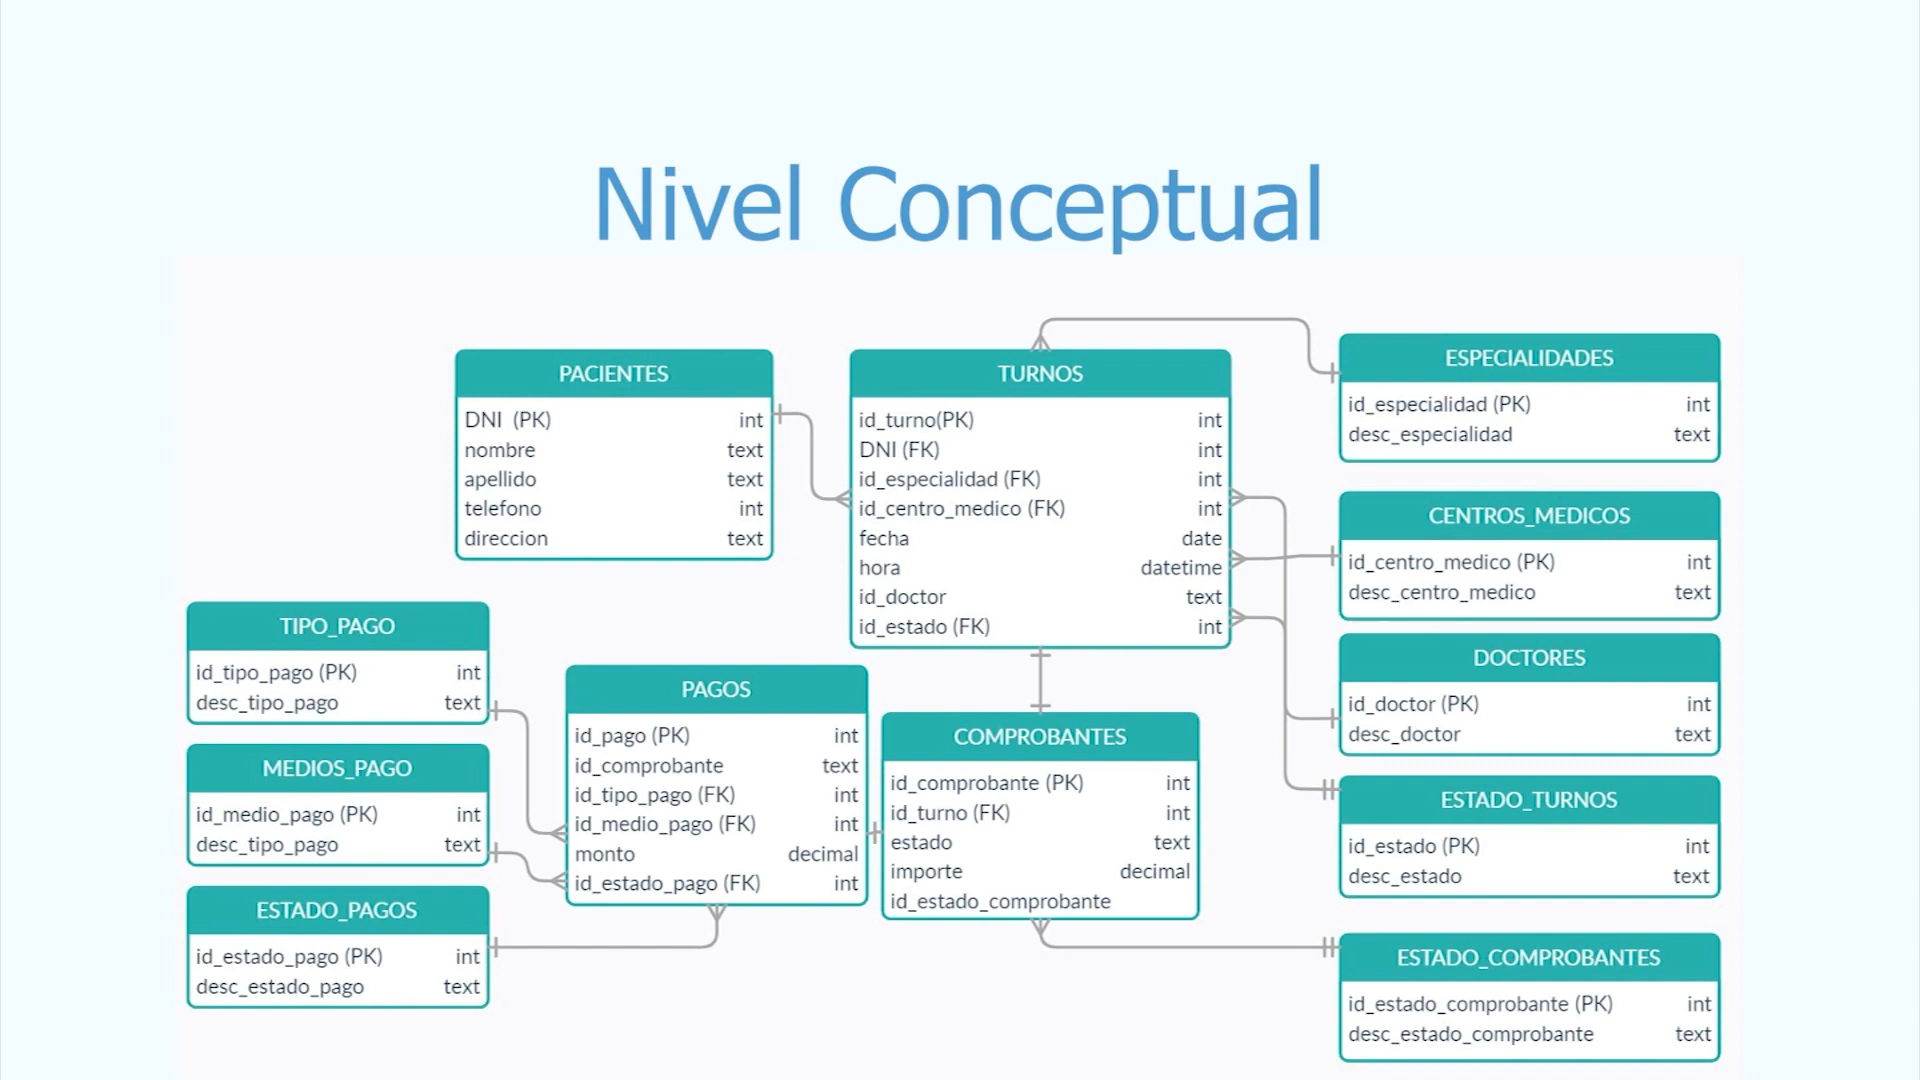 Nivel Conceptual
PACIENTES
DNI (PK) int
nombre text
apellido text
telefono int
direccion text
TURNOS
id_turno(PK) int
DNI (FK) int
id_especialidad (FK) int
id_centro_medico (FK) int
fecha date
hora datetime
id_doctor text
id_estado (FK) int
ESPECIALIDADES
id_especialidad (PK) int
desc_especialidad text
CENTROS_MEDICOS
id_centro_medico (PK) int
desc_centro_medico text
DOCTORES
id_doctor (PK) int
desc_doctor text
TIPO_PAGO
id_tipo_pago (PK) int
desc_tipo_pago text
MEDIOS_PAGO
id_medio_pago (PK) int
desc_tipo_pago text
ESTADO_PAGOS
id_estado_pago (PK) int
desc_estado_pago text
PAGOS
id_pago (PK) int
id_comprobante text
id_tipo_pago (FK) int
id_medio_pago (FK) int
monto decimal
id_estado_pago (FK) int
COMPROBANTES
id_comprobante (PK) int
id_turno (FK) int
estado text
importe decimal
id_estado_comprobante
ESTADO_TURNOS
id_estado (PK) int
desc_estado text
ESTADO_COMPROBANTES
id_estado_comprobante (PK) int
desc_estado_comprobante text